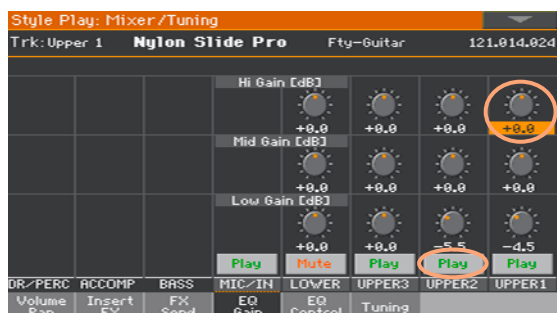 Style Play: Mixer/Tuning
Trk: Upper 1 Nylon Slide Pro Fty-Guitar 121.014.024
Hi Gain [dB]
+0.0 +0.0 +0.0 +0.0
Mid Gain [dB]
+0.0 +0.0 +0.0 +0.0
Low Gain [dB]
+0.0 +0.0 -5.5 -4.5
Play Mute Play Play Play
DR/PERC ACCOMP BASS MIC/IN LOWER UPPER3 UPPER2 UPPER1
Volume Insert FX EQ EQ Tuning
FX Send Gain Control